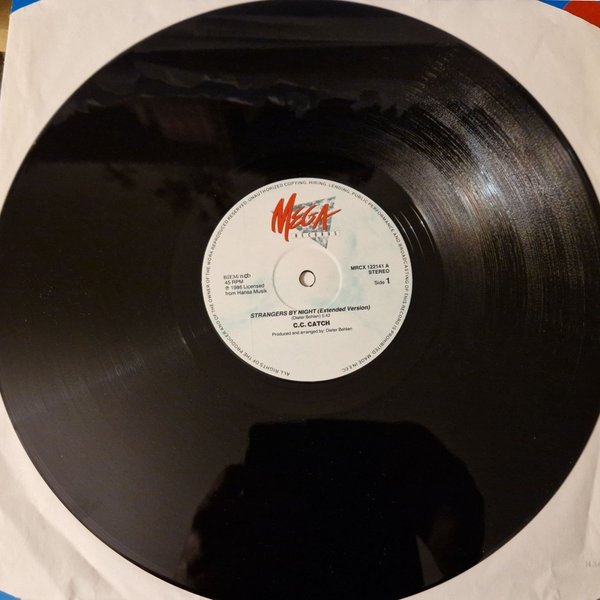 ALL RIGHTS OF THE PRODUCER AND OF THE OWNER OF THE WORK REPRODUCED RESERVED. UNAUTHORIZED COPYING, HIRING, LENDING, PUBLIC PERFORMANCE AND BROADCASTING OF THIS RECORD IS PROHIBITED. MADE IN EEC.
MEGA
RECORDS
BIEM/n©b
45 RPM
℗ 1986 Licensed
from Hansa Musik
MRCX 122141 A
STEREO
Side 1
STRANGERS BY NIGHT (Extended Version)
(Dieter Bohlen) 5:43
C.C. CATCH
Produced and arranged by: Dieter Bohlen